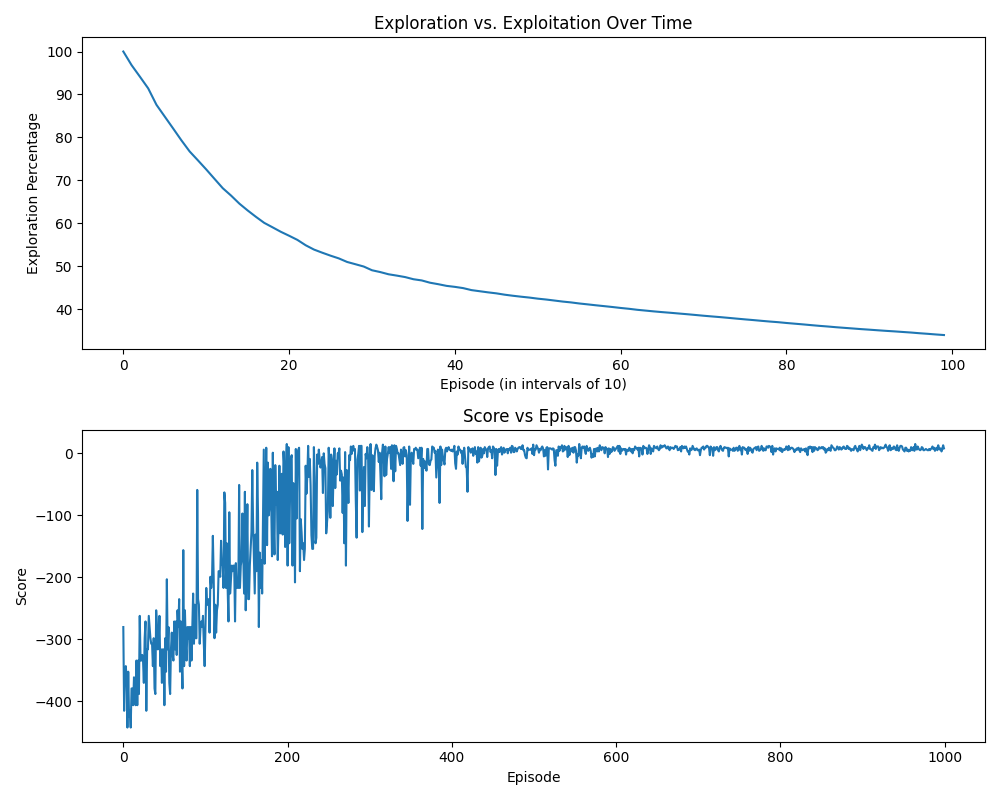 Exploration vs. Exploitation Over Time
Exploration Percentage
100
90
80
70
60
50
40
0 20 40 60 80 100
Episode (in intervals of 10)
Score vs Episode
Score
0
−100
−200
−300
−400
0 200 400 600 800 1000
Episode